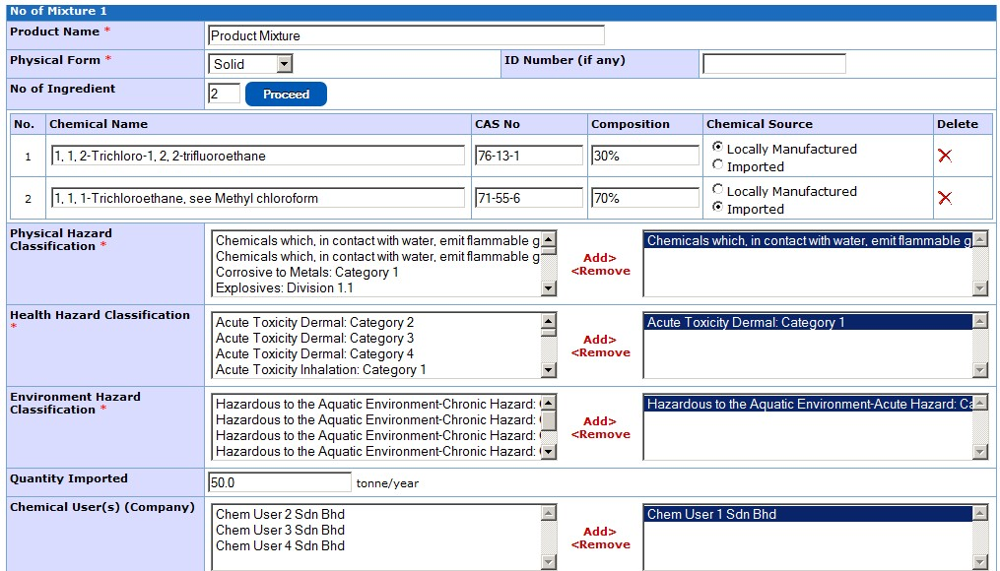 No of Mixture 1
Product Name *
Product Mixture
Physical Form *
Solid
ID Number (if any)
No of Ingredient
2
Proceed
No. Chemical Name CAS No Composition Chemical Source Delete
1 1, 1, 2-Trichloro-1, 2, 2-trifluoroethane 76-13-1 30%
Locally Manufactured
Imported
2 1, 1, 1-Trichloroethane, see Methyl chloroform 71-55-6 70%
Locally Manufactured
Imported
Physical Hazard
Classification *
Chemicals which, in contact with water, emit flammable g
Chemicals which, in contact with water, emit flammable g
Corrosive to Metals: Category 1
Explosives: Division 1.1
Add>
<Remove
Chemicals which, in contact with water, emit flammable g
Health Hazard Classification
*
Acute Toxicity Dermal: Category 2
Acute Toxicity Dermal: Category 3
Acute Toxicity Dermal: Category 4
Acute Toxicity Inhalation: Category 1
Add>
<Remove
Acute Toxicity Dermal: Category 1
Environment Hazard
Classification *
Hazardous to the Aquatic Environment-Chronic Hazard:
Hazardous to the Aquatic Environment-Chronic Hazard:
Hazardous to the Aquatic Environment-Chronic Hazard:
Hazardous to the Aquatic Environment-Chronic Hazard:
Add>
<Remove
Hazardous to the Aquatic Environment-Acute Hazard: Ca
Quantity Imported
50.0 tonne/year
Chemical User(s) (Company)
Chem User 2 Sdn Bhd
Chem User 3 Sdn Bhd
Chem User 4 Sdn Bhd
Add>
<Remove
Chem User 1 Sdn Bhd